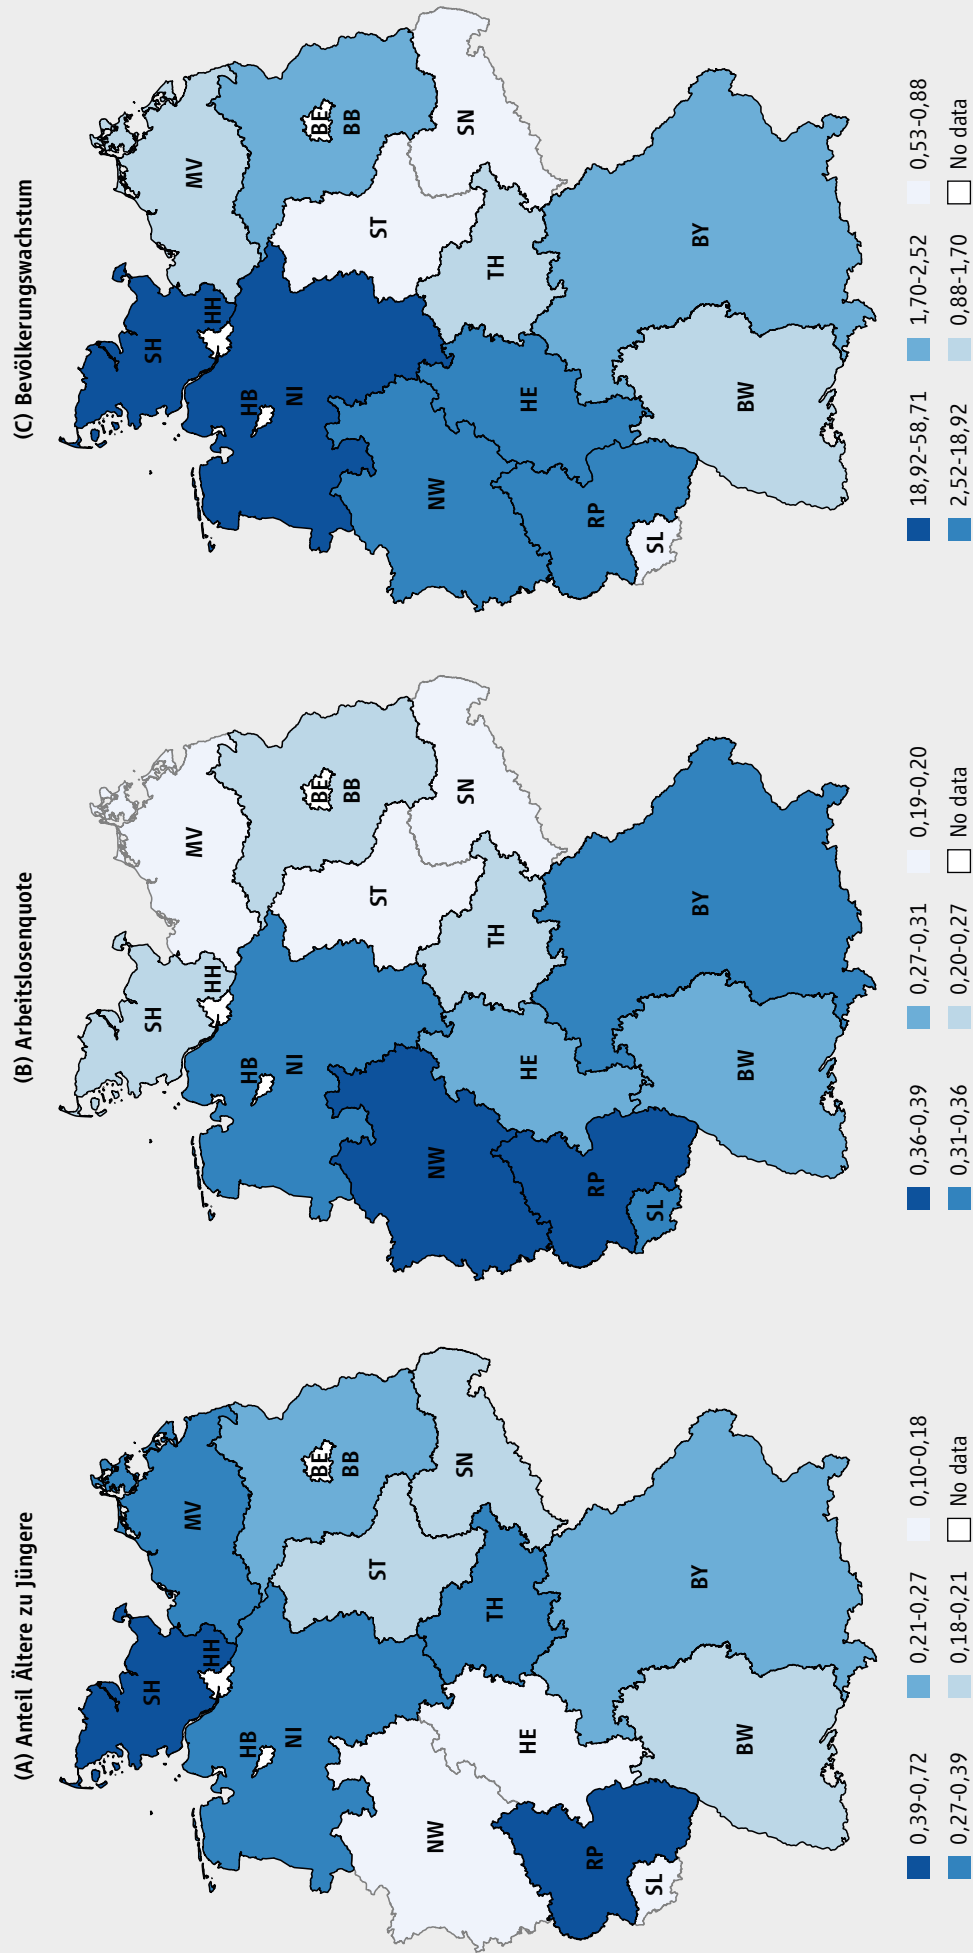 (A) Anteil Ältere zu Jüngere
SH
HH
MV
HB
NI
BE
BB
ST
NW
SN
TH
HE
RP
SL
BY
BW
0,39-0,72 0,21-0,27 0,10-0,18
0,27-0,39 0,18-0,21 No data
(B) Arbeitslosenquote
SH
HH
MV
HB
NI
BE
BB
ST
NW
SN
TH
HE
RP
SL
BY
BW
0,36-0,39 0,27-0,31 0,19-0,20
0,31-0,36 0,20-0,27 No data
(C) Bevölkerungswachstum
SH
HH
MV
HB
NI
BE
BB
ST
NW
SN
TH
HE
RP
SL
BY
BW
18,92-58,71 1,70-2,52 0,53-0,88
2,52-18,92 0,88-1,70 No data